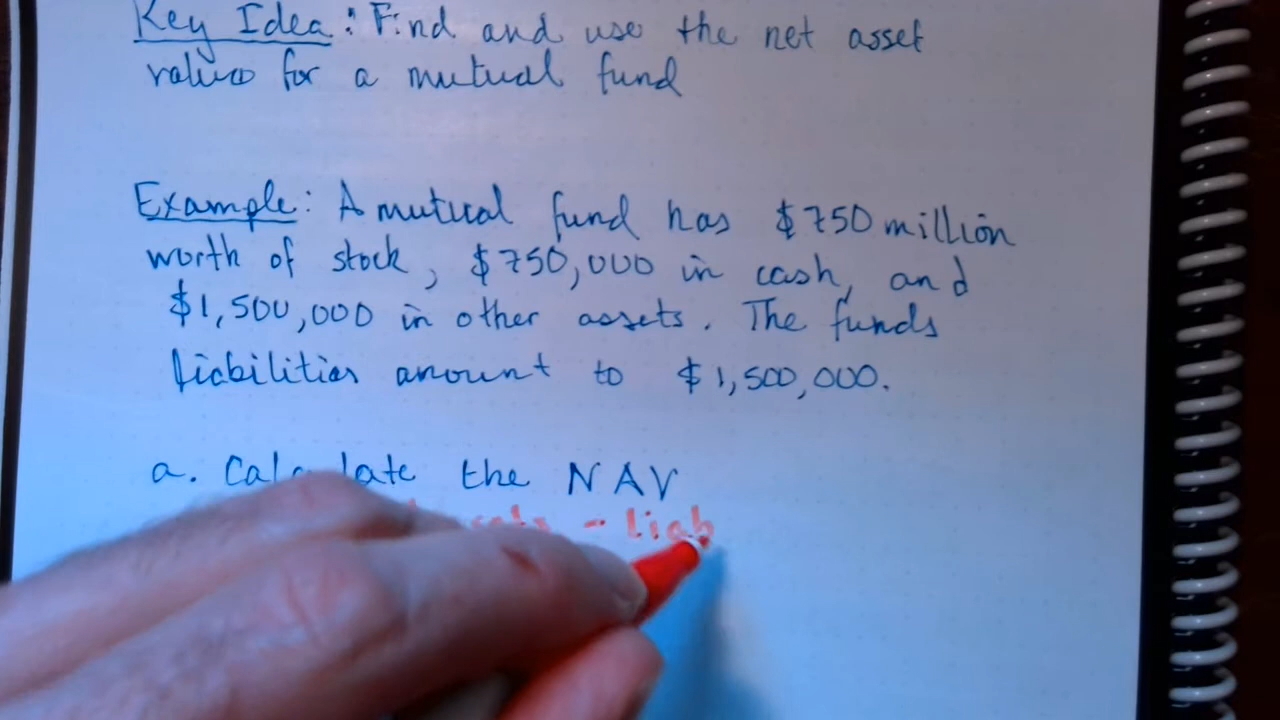 Key Idea: Find and use the net asset
value for a mutual fund
Example: A mutual fund has $750 million
worth of stock, $750,000 in cash, and
$1,500,000 in other assets. The funds
liabilities amount to $1,500,000.
a. Calculate the NAV
- liab